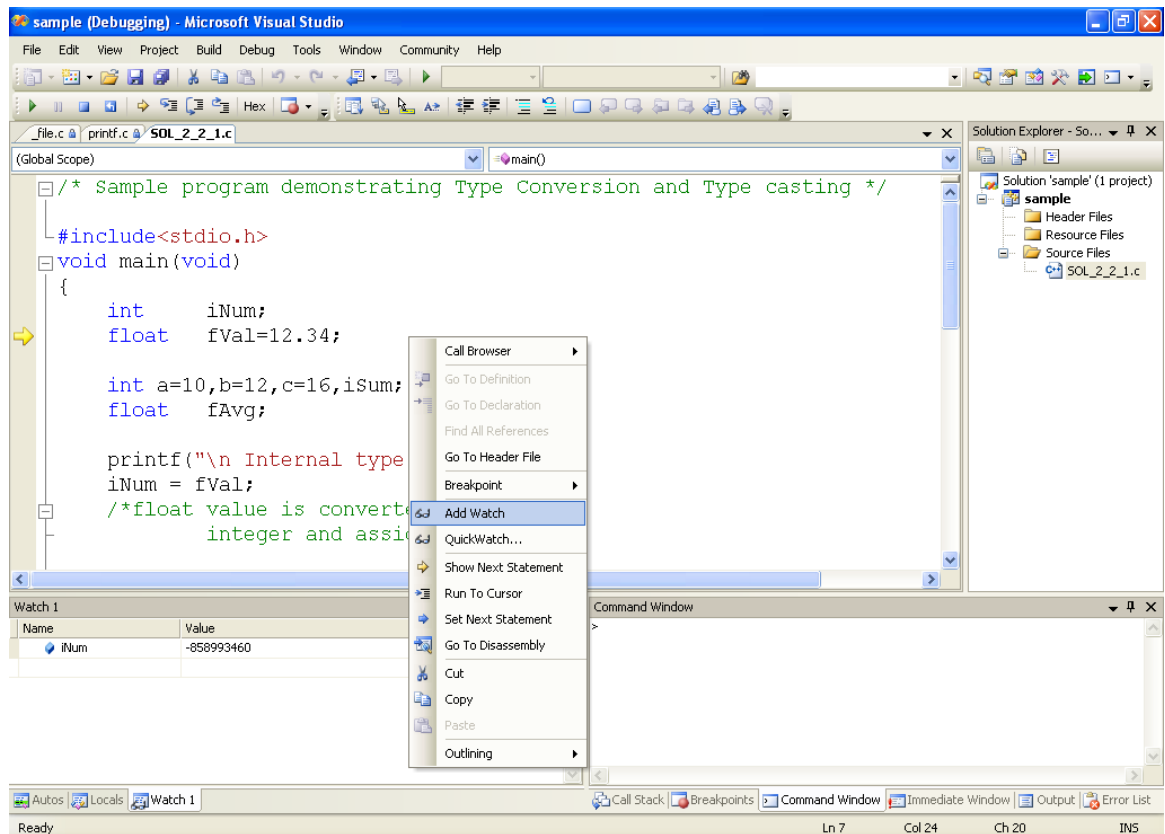 sample (Debugging) - Microsoft Visual Studio
File Edit View Project Build Debug Tools Window Community Help
Hex
_file.c printf.c SOL_2_2_1.c
(Global Scope) main()
/* Sample program demonstrating Type Conversion and Type casting */
#include<stdio.h>
void main(void)
{
int iNum;
float fVal=12.34;
int a=10,b=12,c=16,iSum;
float fAvg;
printf("\n Internal type
iNum = fVal;
/*float value is converte
integer and assi
Call Browser
Go To Definition
Go To Declaration
Find All References
Go To Header File
Breakpoint
Add Watch
QuickWatch...
Show Next Statement
Run To Cursor
Set Next Statement
Go To Disassembly
Cut
Copy
Paste
Outlining
Solution Explorer - So...
Solution 'sample' (1 project)
sample
Header Files
Resource Files
Source Files
SOL_2_2_1.c
Watch 1
Name Value
iNum -858993460
Command Window
>
Autos Locals Watch 1
Call Stack Breakpoints Command Window Immediate Window Output Error List
Ready Ln 7 Col 24 Ch 20 INS